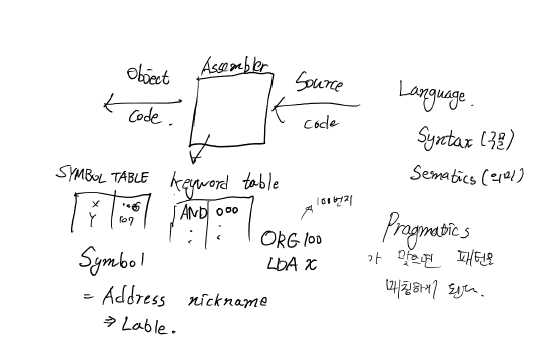 Assembler
Object
code.
Source
code
Language.
Syntax (구문)
Sematics (의미)
SYMBOL TABLE
X
Y 107
Keyword table
AND 000
: :
100번지
ORG 100
LDA X
Pragmatics
가 맞으면 패턴을
매칭하게 된다.
Symbol
= Address nickname
⇒ Lable.